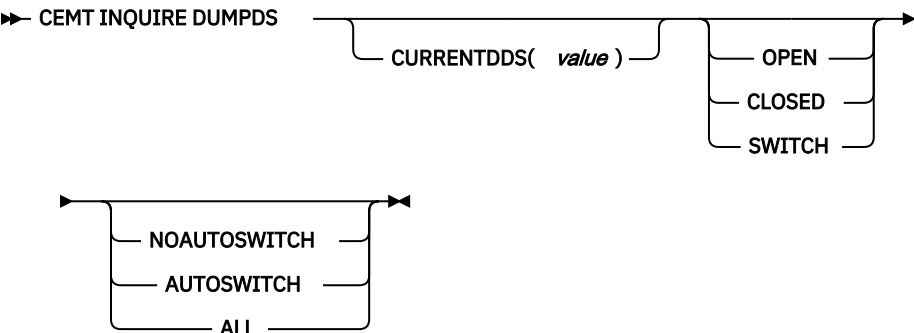 CEMT INQUIRE DUMPDS
CURRENTDDS( value )
OPEN
CLOSED
SWITCH
NOAUTOSWITCH
AUTOSWITCH
ALL